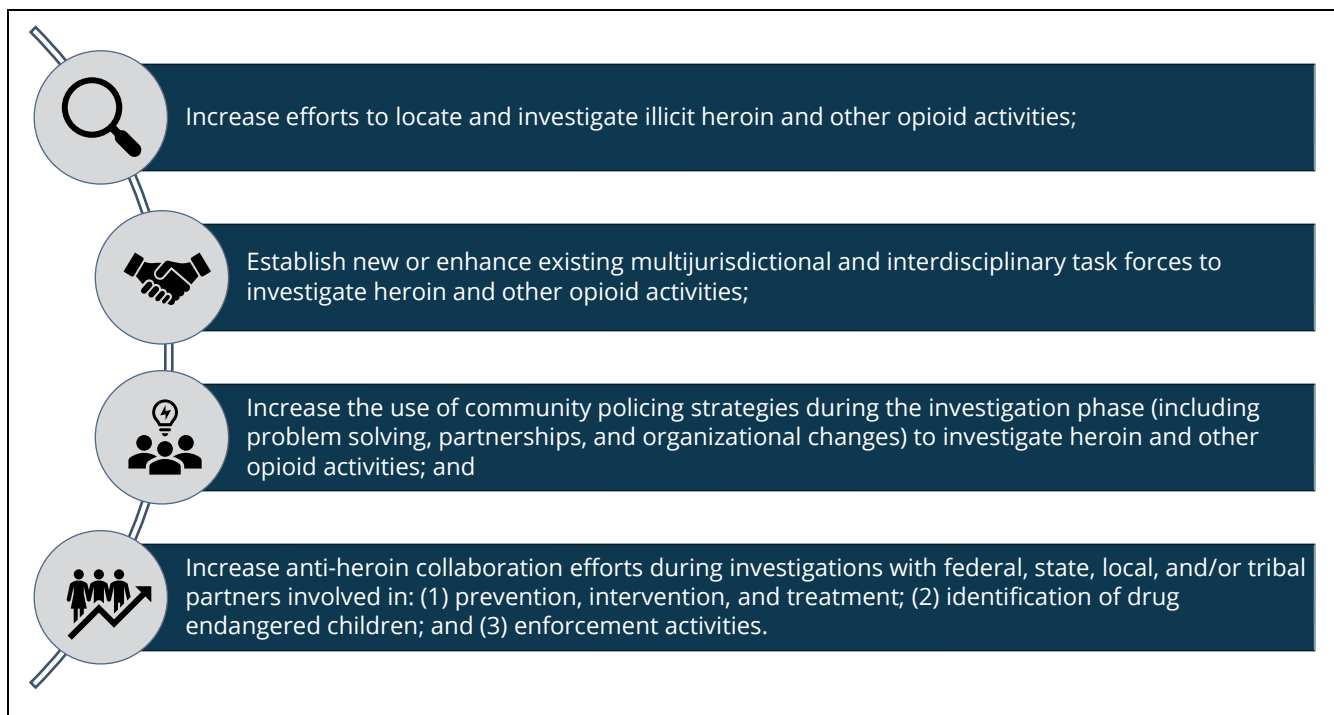 Increase efforts to locate and investigate illicit heroin and other opioid activities;
Establish new or enhance existing multijurisdictional and interdisciplinary task forces to
investigate heroin and other opioid activities;
Increase the use of community policing strategies during the investigation phase (including
problem solving, partnerships, and organizational changes) to investigate heroin and other
opioid activities; and
Increase anti-heroin collaboration efforts during investigations with federal, state, local, and/or tribal
partners involved in: (1) prevention, intervention, and treatment; (2) identification of drug
endangered children; and (3) enforcement activities.